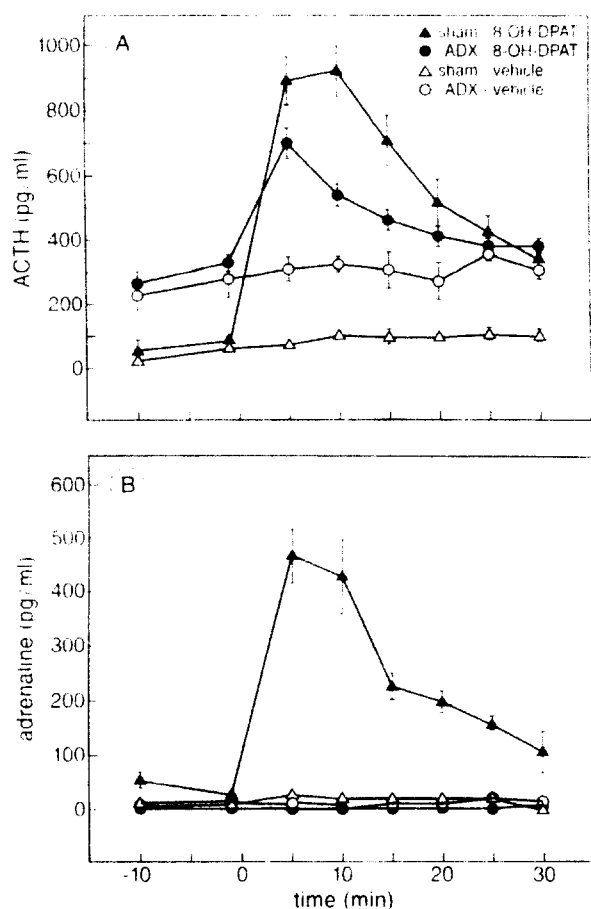 A
▲ sham 8-OH-DPAT
● ADX 8-OH-DPAT
△ sham vehicle
○ ADX - vehicle
1000
800
600
400
200
0
ACTH (pg/ml)
B
600
500
400
300
200
100
0
adrenaline (pg/ml)
-10 0 10 20 30
time (min)